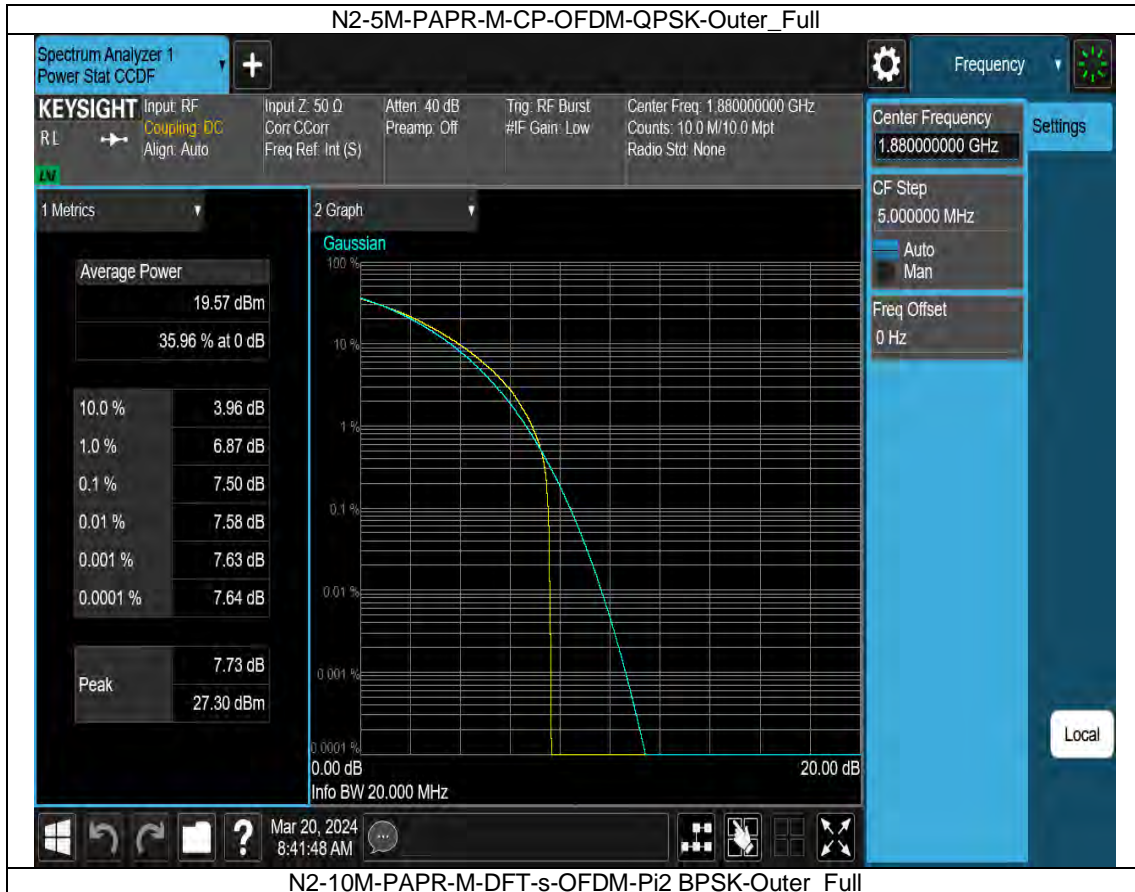 N2-5M-PAPR-M-CP-OFDM-QPSK-Outer_Full
Spectrum Analyzer 1
Power Stat CCDF
+
Frequency
KEYSIGHT
RL
LNI
Input: RF
Coupling: DC
Align: Auto
Input Z: 50 Ω
Corr CCorr
Freq Ref: Int (S)
Atten: 40 dB
Preamp: Off
Trig: RF Burst
#IF Gain: Low
Center Freq: 1.880000000 GHz
Counts: 10.0 M/10.0 Mpt
Radio Std: None
Center Frequency
1.880000000 GHz
Settings
CF Step
5.000000 MHz
Auto
Man
Freq Offset
0 Hz
1 Metrics
Average Power
19.57 dBm
35.96 % at 0 dB
10.0 % 3.96 dB
1.0 % 6.87 dB
0.1 % 7.50 dB
0.01 % 7.58 dB
0.001 % 7.63 dB
0.0001 % 7.64 dB
Peak
7.73 dB
27.30 dBm
2 Graph
Gaussian
100 %
10 %
1 %
0.1 %
0.01 %
0.001 %
0.0001 %
0.00 dB 20.00 dB
Info BW 20.000 MHz
Local
?
Mar 20, 2024
8:41:48 AM
N2-10M-PAPR-M-DFT-s-OFDM-Pi2 BPSK-Outer_Full